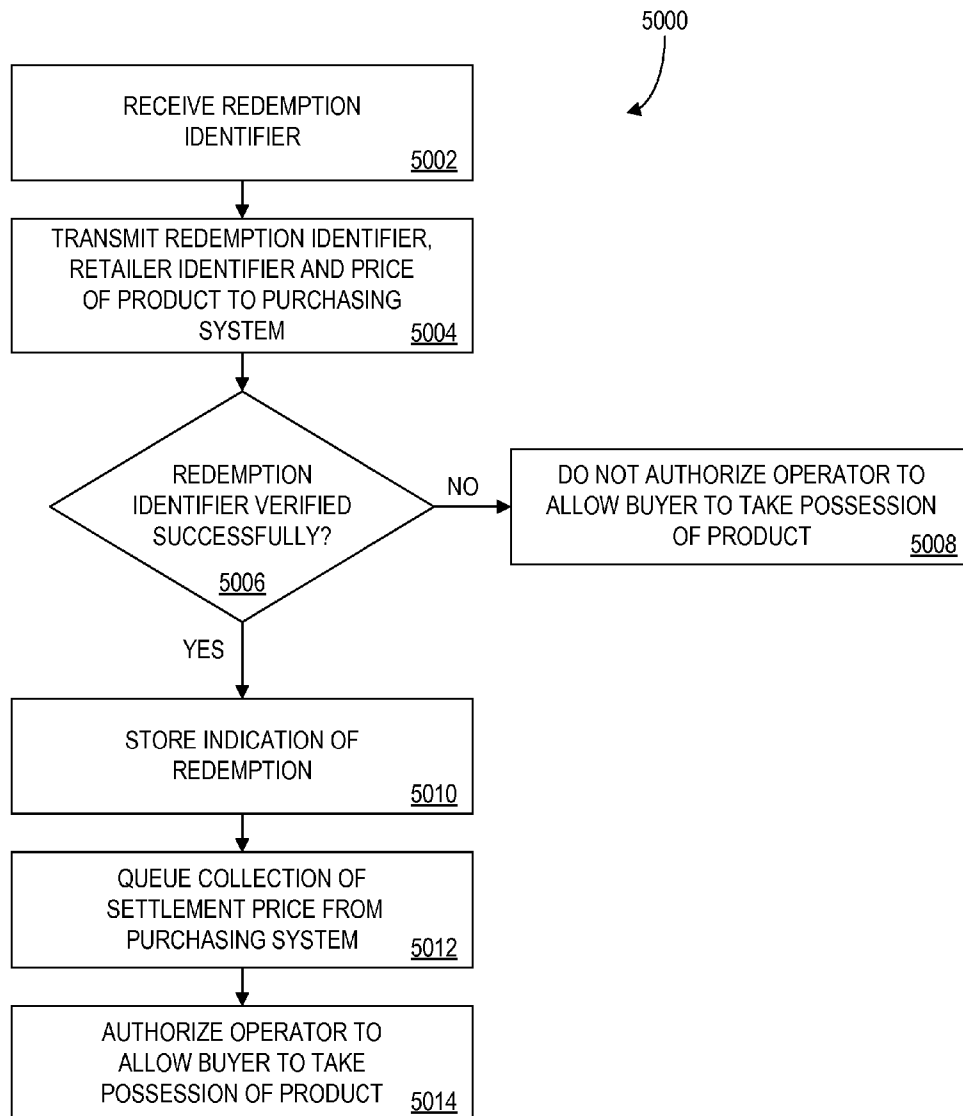 5000
RECEIVE REDEMPTION
IDENTIFIER
5002
TRANSMIT REDEMPTION IDENTIFIER,
RETAILER IDENTIFIER AND PRICE
OF PRODUCT TO PURCHASING
SYSTEM
5004
REDEMPTION
IDENTIFIER VERIFIED
SUCCESSFULLY?
5006
NO
DO NOT AUTHORIZE OPERATOR TO
ALLOW BUYER TO TAKE POSSESSION
OF PRODUCT
5008
YES
STORE INDICATION OF
REDEMPTION
5010
QUEUE COLLECTION OF
SETTLEMENT PRICE FROM
PURCHASING SYSTEM
5012
AUTHORIZE OPERATOR TO
ALLOW BUYER TO TAKE
POSSESSION OF PRODUCT
5014